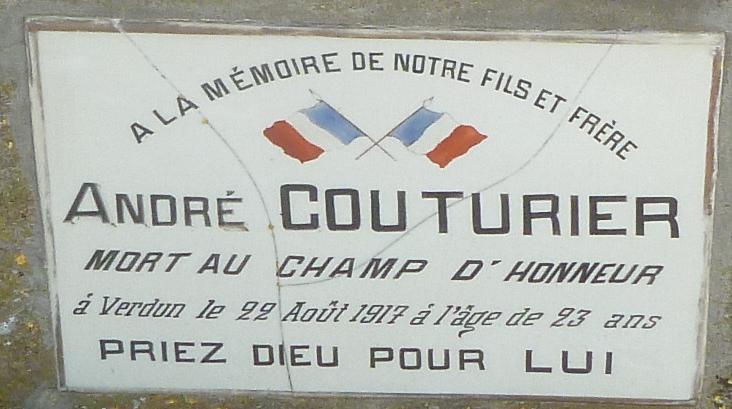 A LA MÉMOIRE DE NOTRE FILS ET FRÈRE
ANDRÉ COUTURIER
MORT AU CHAMP D'HONNEUR
á Verdun le 22 Août 1917 á l'âge de 23 ans
PRIEZ DIEU POUR LUI